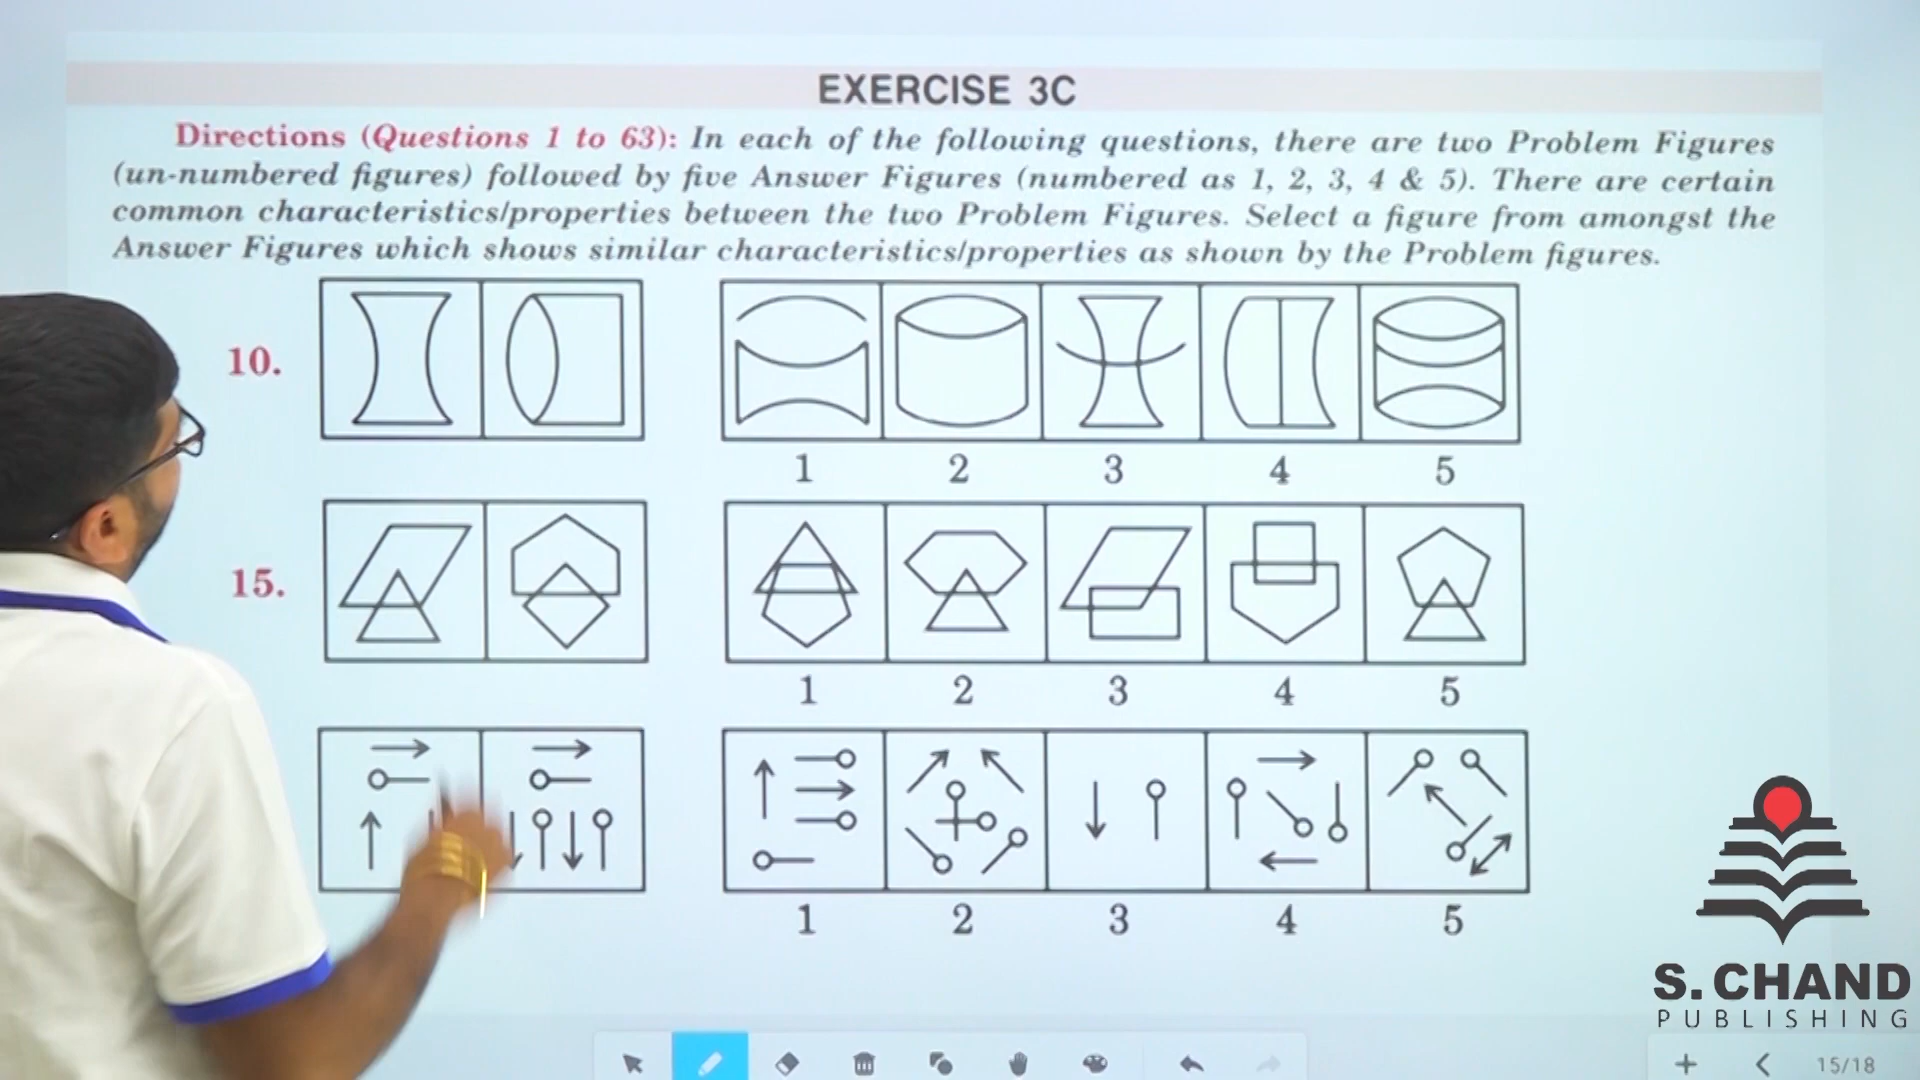 EXERCISE 3C
Directions (Questions 1 to 63): In each of the following questions, there are two Problem Figures
(un-numbered figures) followed by five Answer Figures (numbered as 1, 2, 3, 4 & 5). There are certain
common characteristics/properties between the two Problem Figures. Select a figure from amongst the
Answer Figures which shows similar characteristics/properties as shown by the Problem figures.
10.
1 2 3 4 5
15.
1 2 3 4 5
1 2 3 4 5
S. CHAND
PUBLISHING
15/18